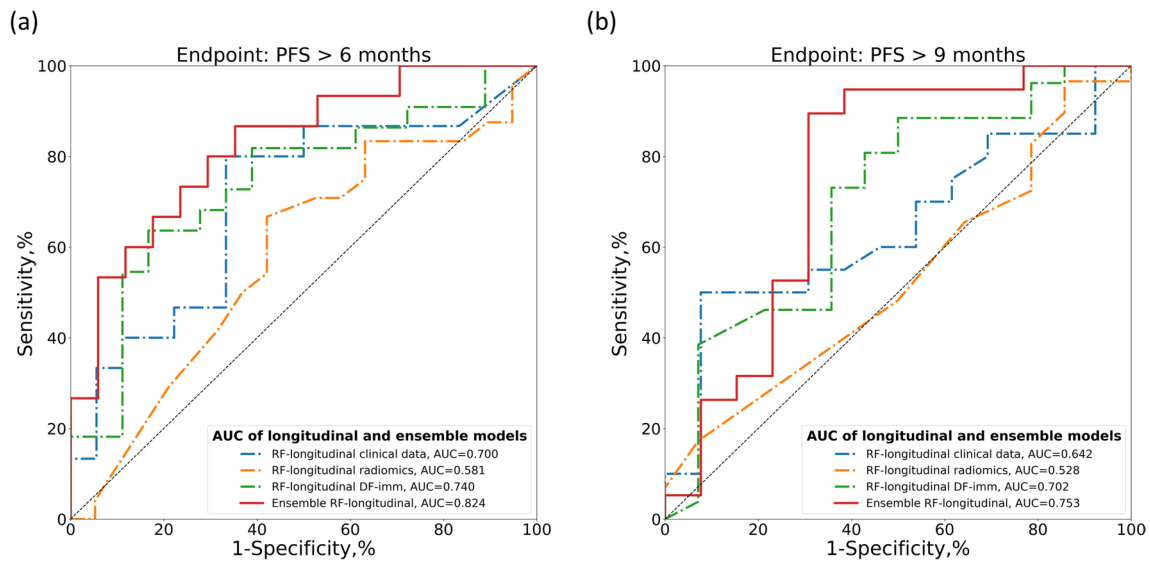 (a)
Endpoint: PFS > 6 months
100
80
60
40
20
0
Sensitivity,%
0 20 40 60 80 100
1-Specificity,%
AUC of longitudinal and ensemble models
RF-longitudinal clinical data, AUC=0.700
RF-longitudinal radiomics, AUC=0.581
RF-longitudinal DF-imm, AUC=0.740
Ensemble RF-longitudinal, AUC=0.824
(b)
Endpoint: PFS > 9 months
100
80
60
40
20
0
Sensitivity,%
0 20 40 60 80 100
1-Specificity,%
AUC of longitudinal and ensemble models
RF-longitudinal clinical data, AUC=0.642
RF-longitudinal radiomics, AUC=0.528
RF-longitudinal DF-imm, AUC=0.702
Ensemble RF-longitudinal, AUC=0.753